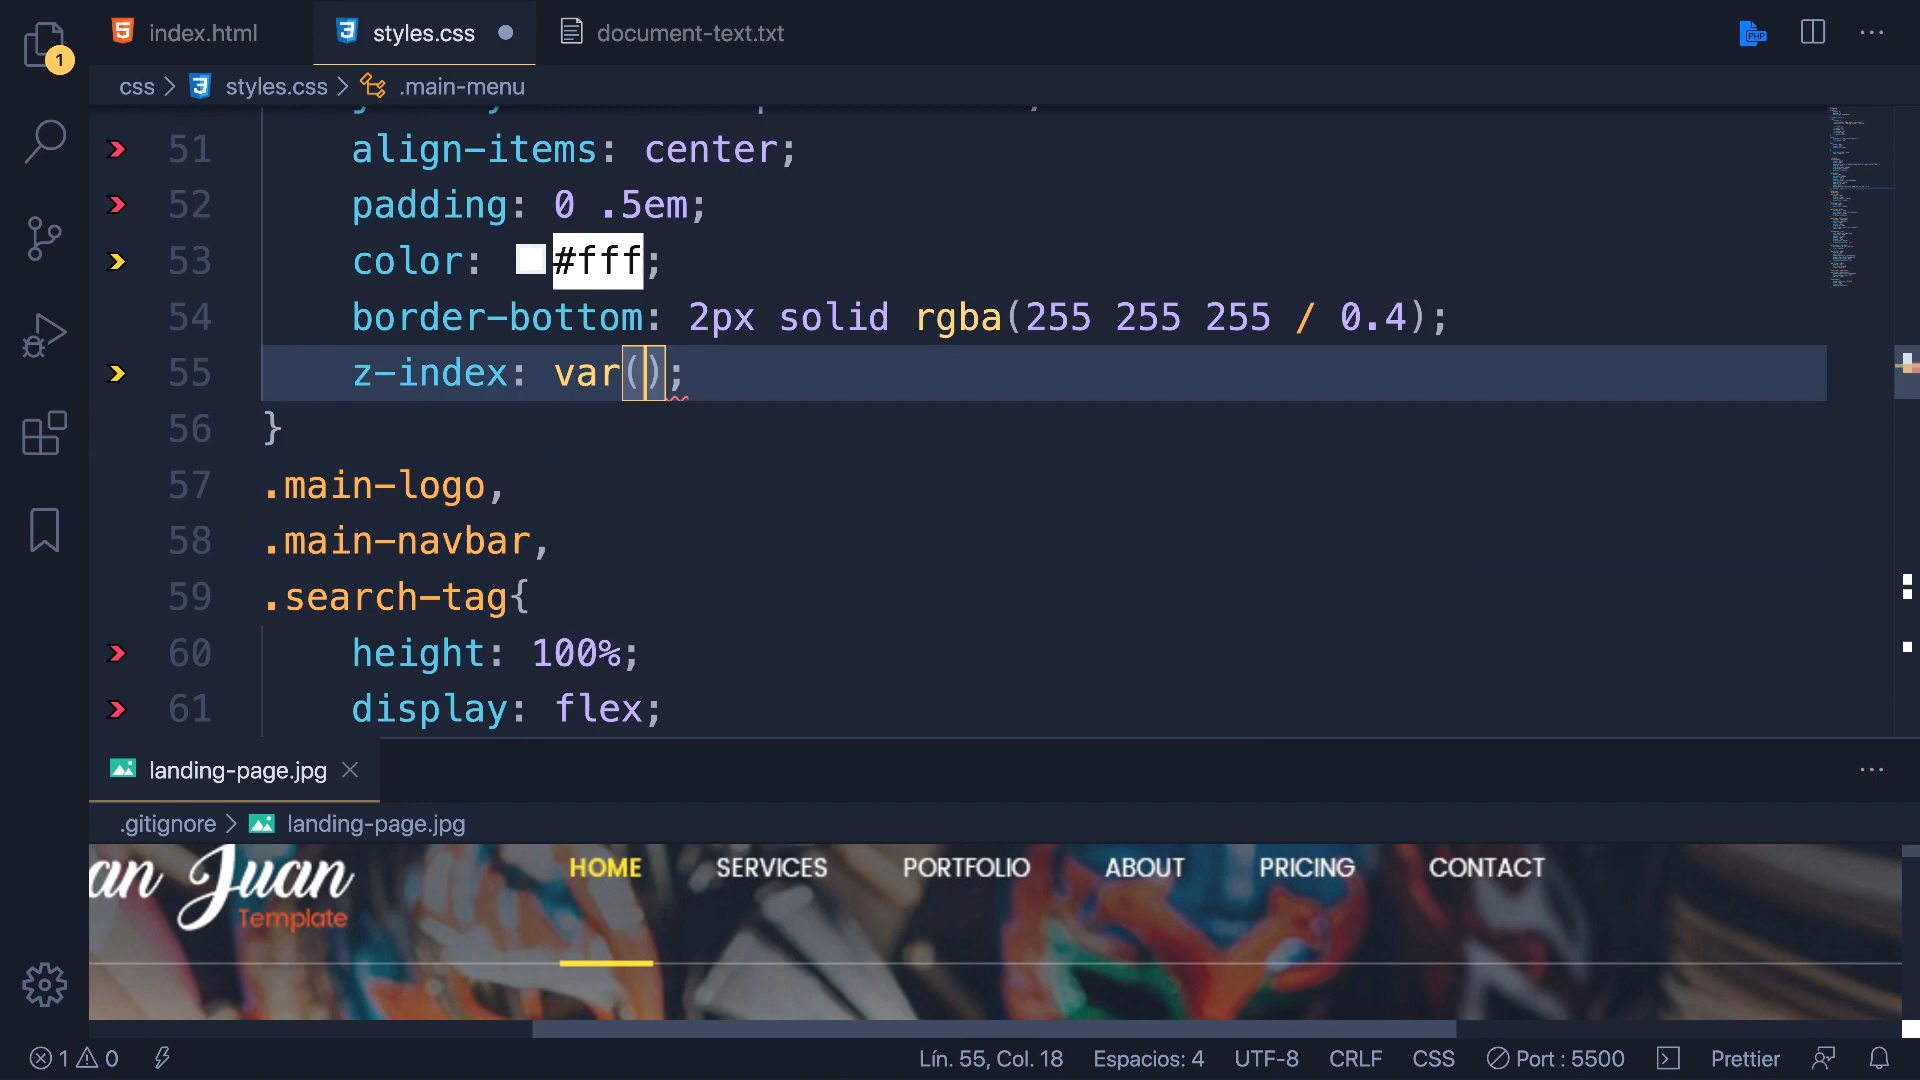 index.html
styles.css
document-text.txt
PHP
1
css > styles.css > .main-menu
51 align-items: center;
52 padding: 0 .5em;
53 color: #fff;
54 border-bottom: 2px solid rgba(255 255 255 / 0.4);
55 z-index: var();
56 }
57 .main-logo,
58 .main-navbar,
59 .search-tag{
60 height: 100%;
61 display: flex;
landing-page.jpg
.gitignore > landing-page.jpg
an Juan
Template
HOME SERVICES PORTFOLIO ABOUT PRICING CONTACT
1 0 Lín. 55, Col. 18 Espacios: 4 UTF-8 CRLF CSS Port : 5500 Prettier